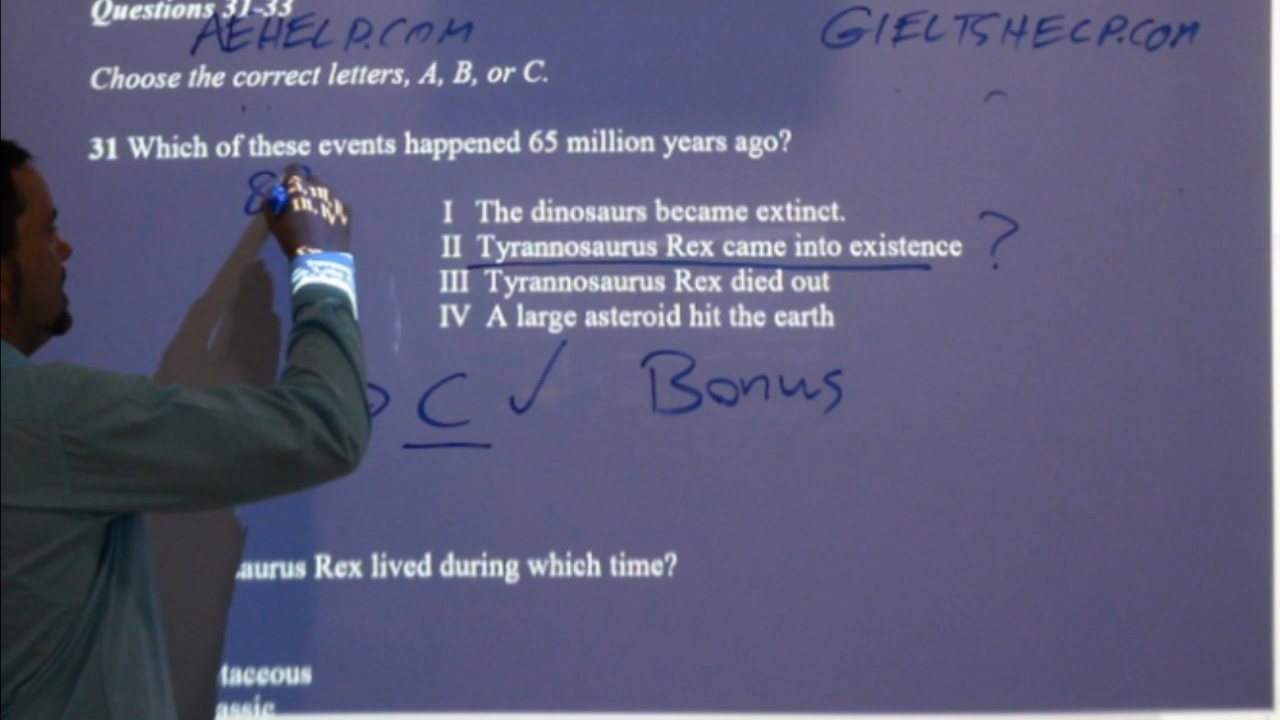 Questions 31-33
AEHELP.COM
GIELTSHELP.COM
Choose the correct letters, A, B, or C.
31 Which of these events happened 65 million years ago?
8
I The dinosaurs became extinct.
II Tyrannosaurus Rex came into existence ?
III Tyrannosaurus Rex died out
IV A large asteroid hit the earth
C ✓ Bonus
aurus Rex lived during which time?
taceous
assic